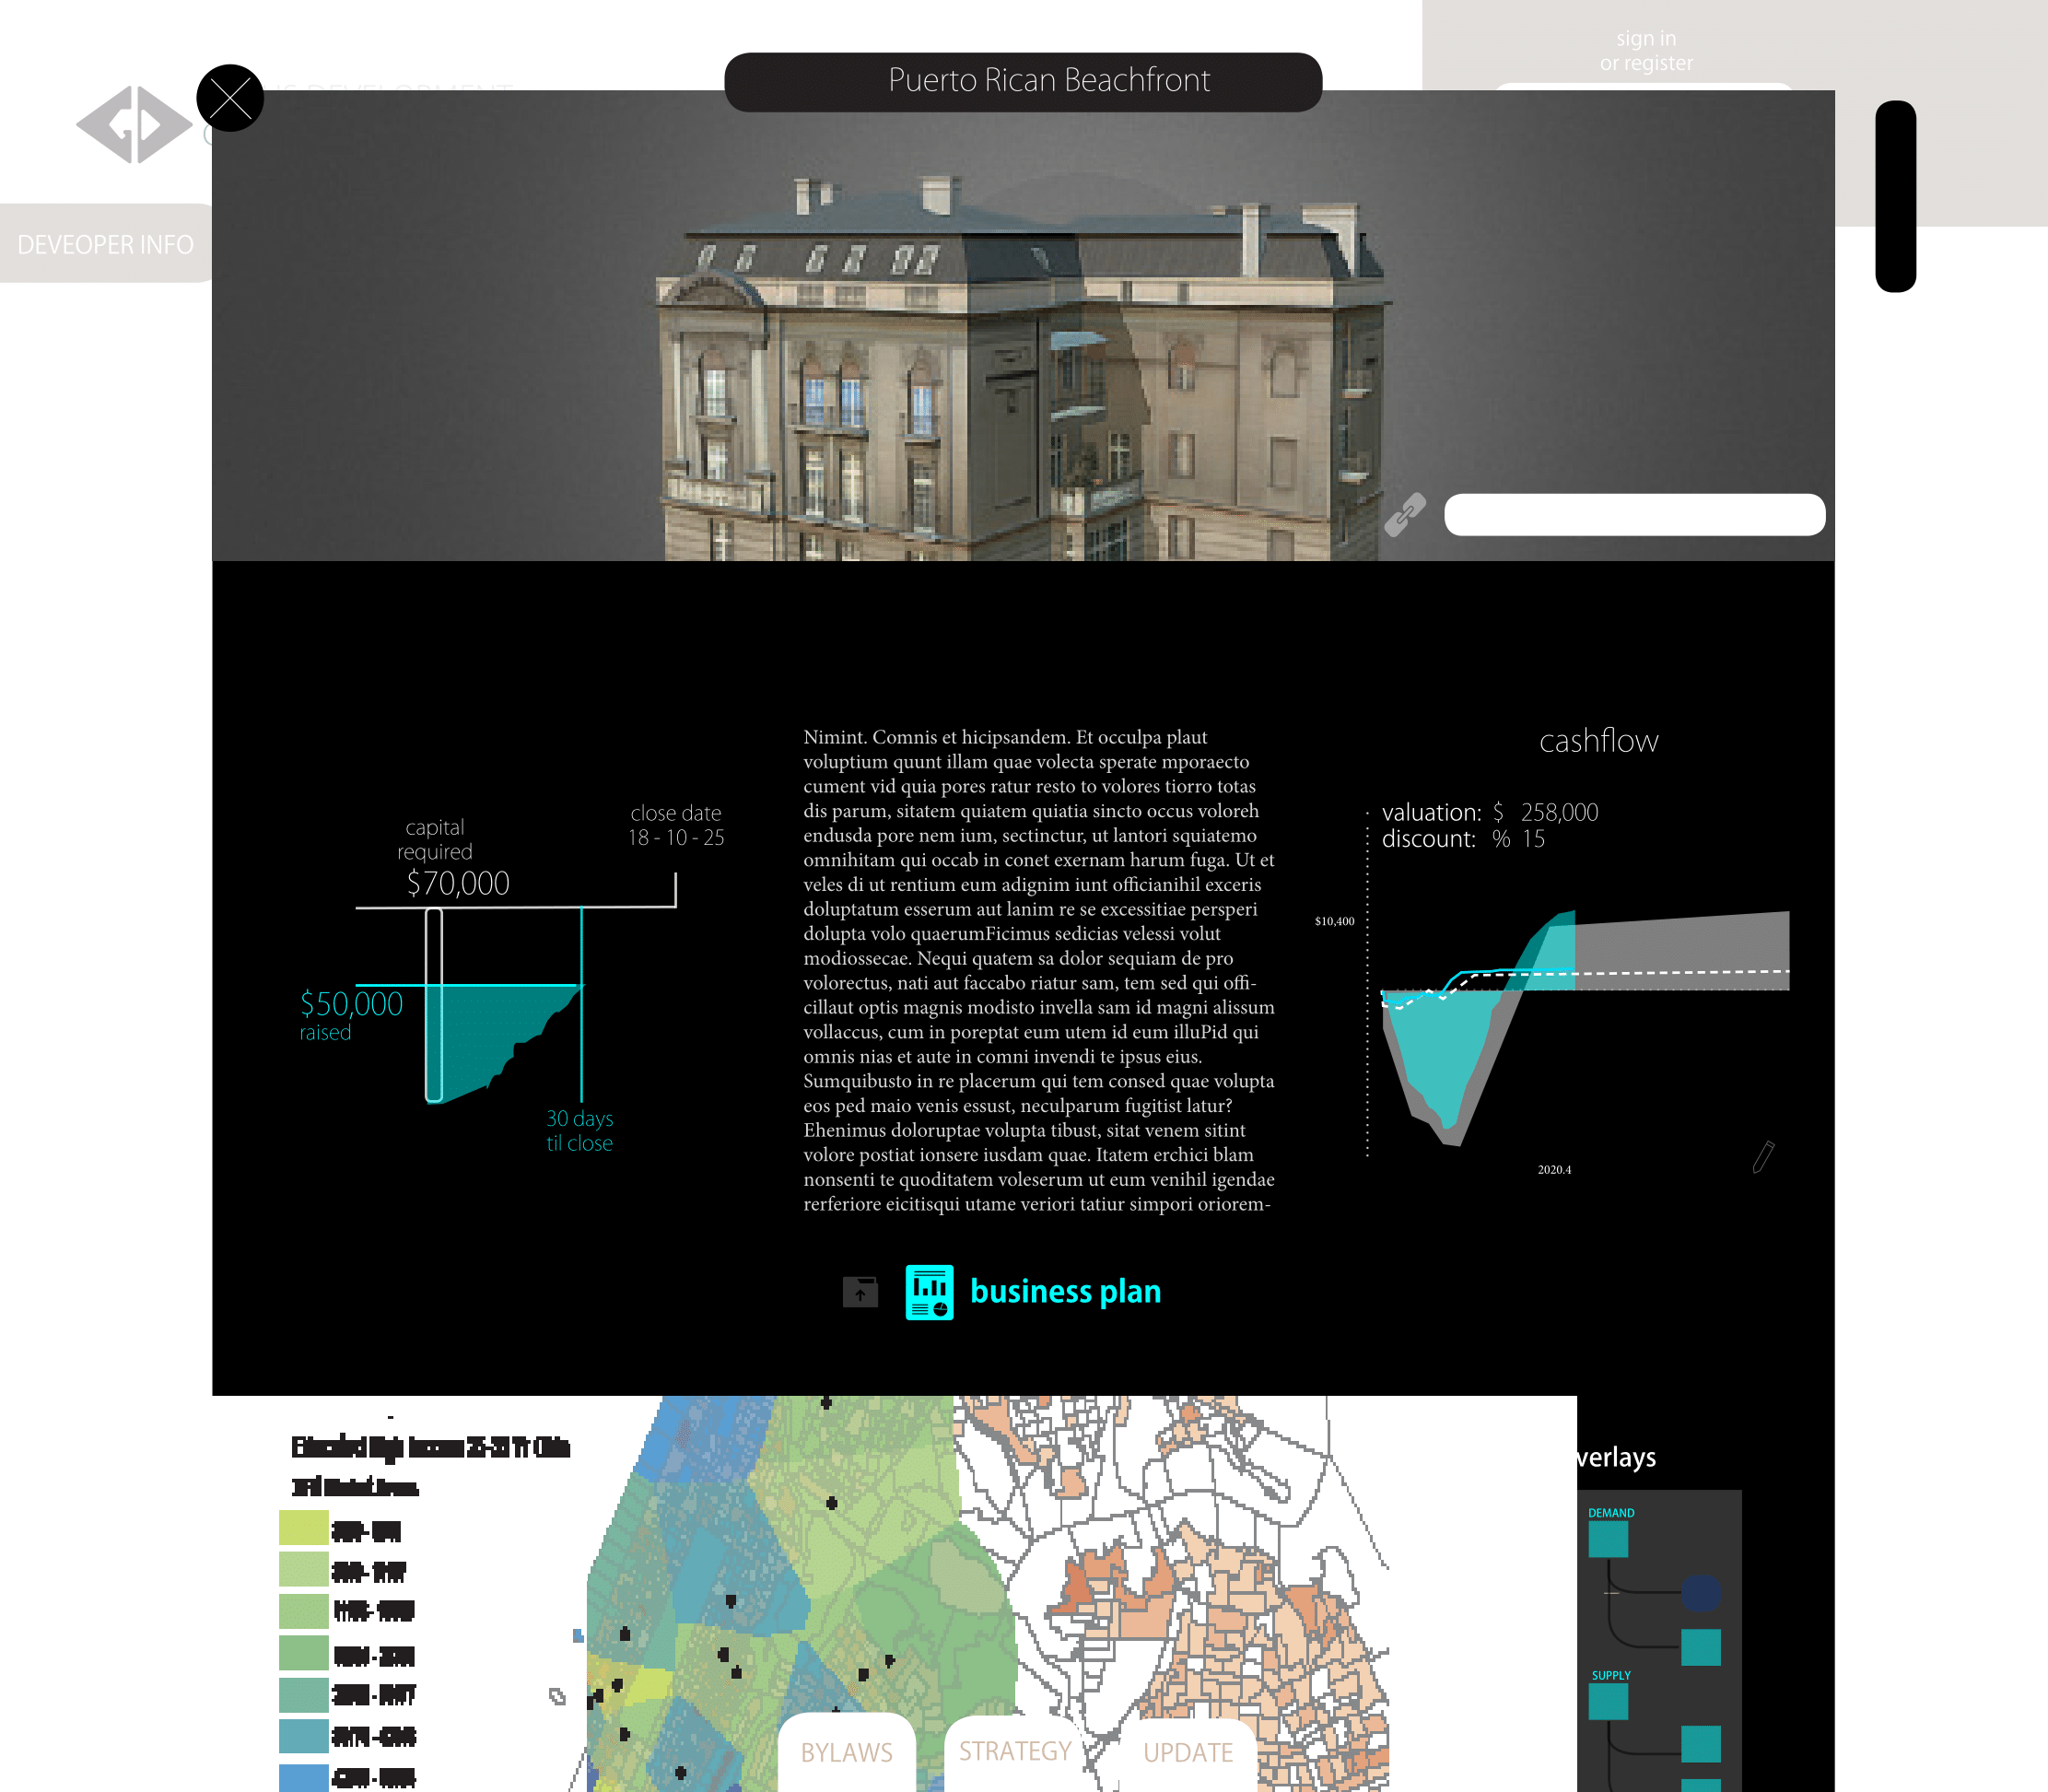 sign in
or register
Puerto Rican Beachfront
DEVEOPER INFO
capital
required
$70,000
close date
18 - 10 - 25
$50,000
raised
30 days
til close
Nimint. Comnis et hicipsandem. Et occulpa plaut
voluptium quunt illam quae volecta sperate mporaecto
cument vid quia pores ratur resto to volores tiorro totas
dis parum, sitatem quiatem quiatia sincto occus voloreh
endusda pore nem ium, sectinctur, ut lantori squiatemo
omnihitam qui occab in conet exernam harum fuga. Ut et
veles di ut rentium eum adignim iunt officianihil exceris
doluptatum esserum aut lanim re se excessitiae persperi
dolupta volo quaerumFicimus sedicias velessi volut
modiossecae. Nequi quatem sa dolor sequiam de pro
volorectus, nati aut faccabo riatur sam, tem sed qui offi-
cillaut optis magnis modisto invella sam id magni alissum
vollaccus, cum in poreptat eum utem id eum illuPid qui
omnis nias et aute in comni invendi te ipsus eius.
Sumquibusto in re placerum qui tem consed quae volupta
eos ped maio venis essust, neculparum fugitist latur?
Ehenimus doloruptae volupta tibust, sitat venem sitint
volore postiat ionsere iusdam quae. Itatem erchici blam
nonsenti te quoditatem voleserum ut eum venihil igendae
rerferiore eicitisqui utame veriori tatiur simpori oriorem-
cashflow
valuation: $ 258,000
discount: % 15
$10,400
2020.4
business plan
verlays
DEMAND
SUPPLY
BYLAWS
STRATEGY
UPDATE